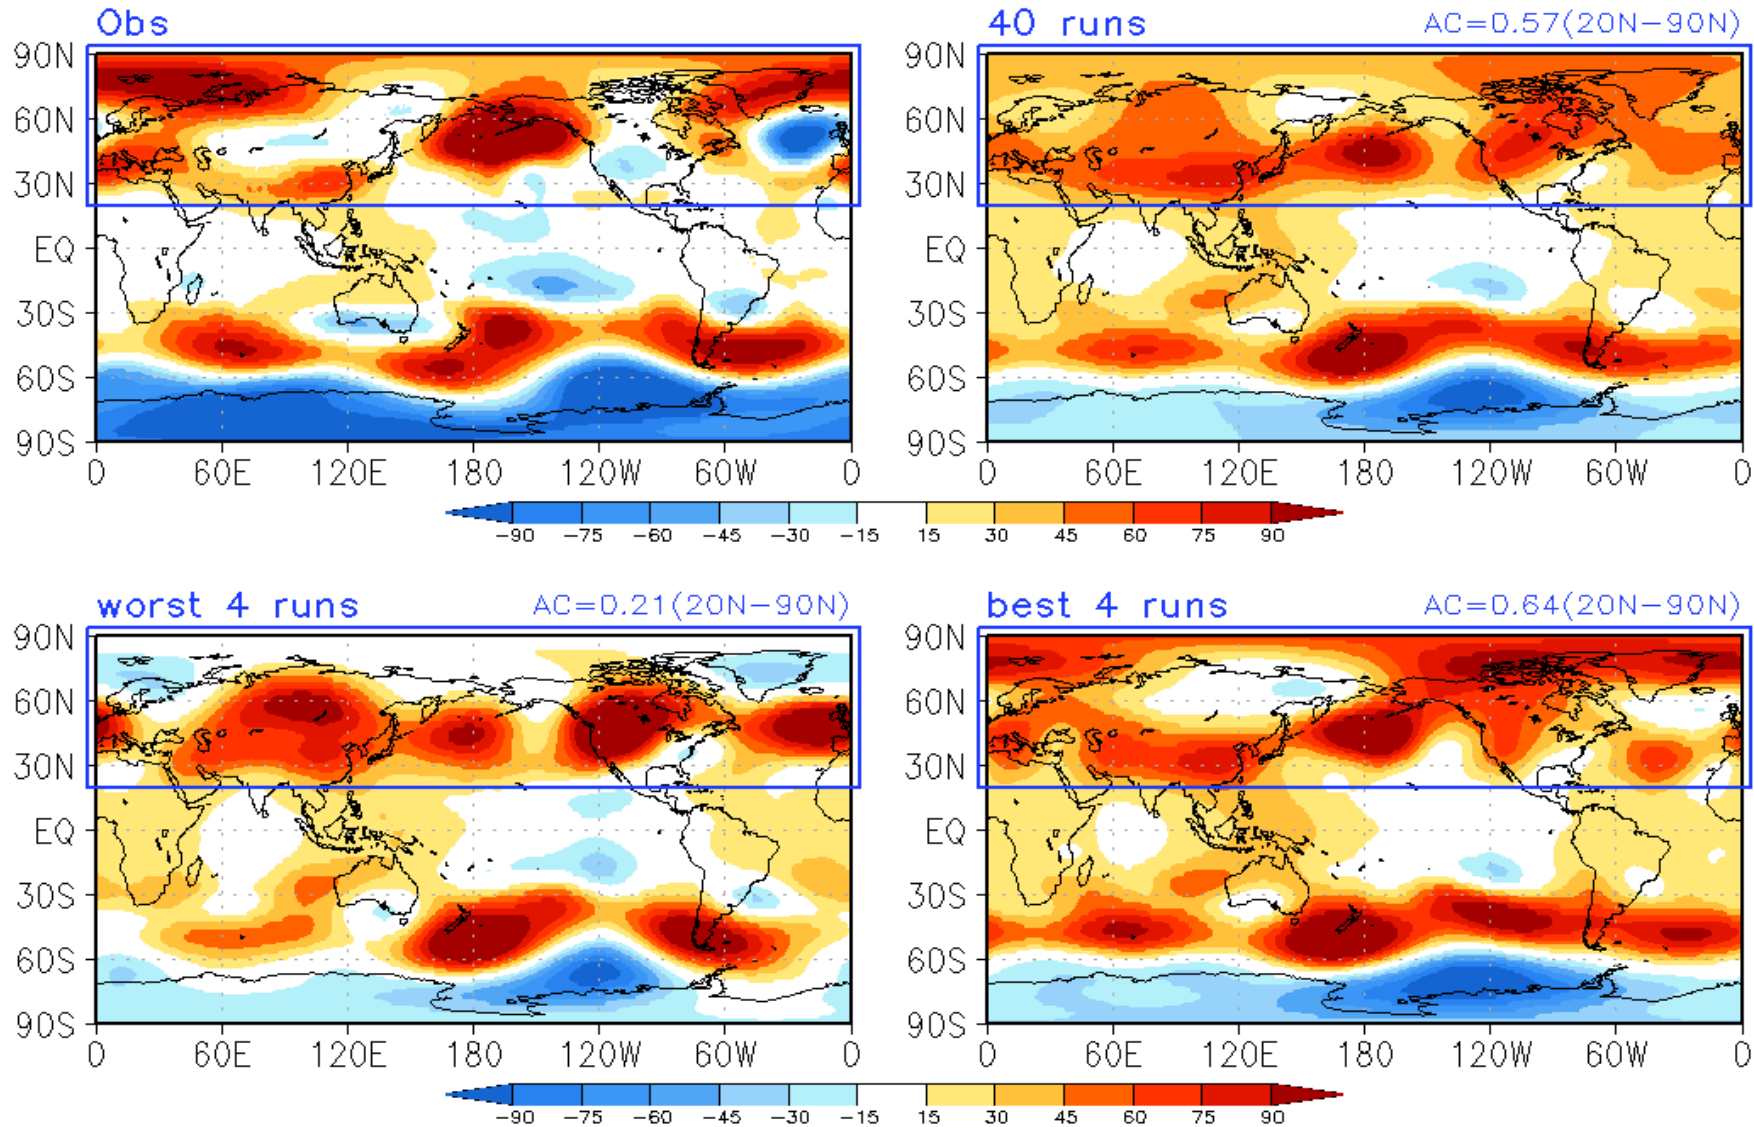 Obs
40 runs AC=0.57(20N−90N)
90N 90N
60N 60N
30N 30N
EQ EQ
30S 30S
60S 60S
90S 90S
0 60E 120E 180 120W 60W 0 0 60E 120E 180 120W 60W 0
−90 −75 −60 −45 −30 −15 15 30 45 60 75 90
worst 4 runs AC=0.21(20N−90N)
best 4 runs AC=0.64(20N−90N)
90N 90N
60N 60N
30N 30N
EQ EQ
30S 30S
60S 60S
90S 90S
0 60E 120E 180 120W 60W 0 0 60E 120E 180 120W 60W 0
−90 −75 −60 −45 −30 −15 15 30 45 60 75 90